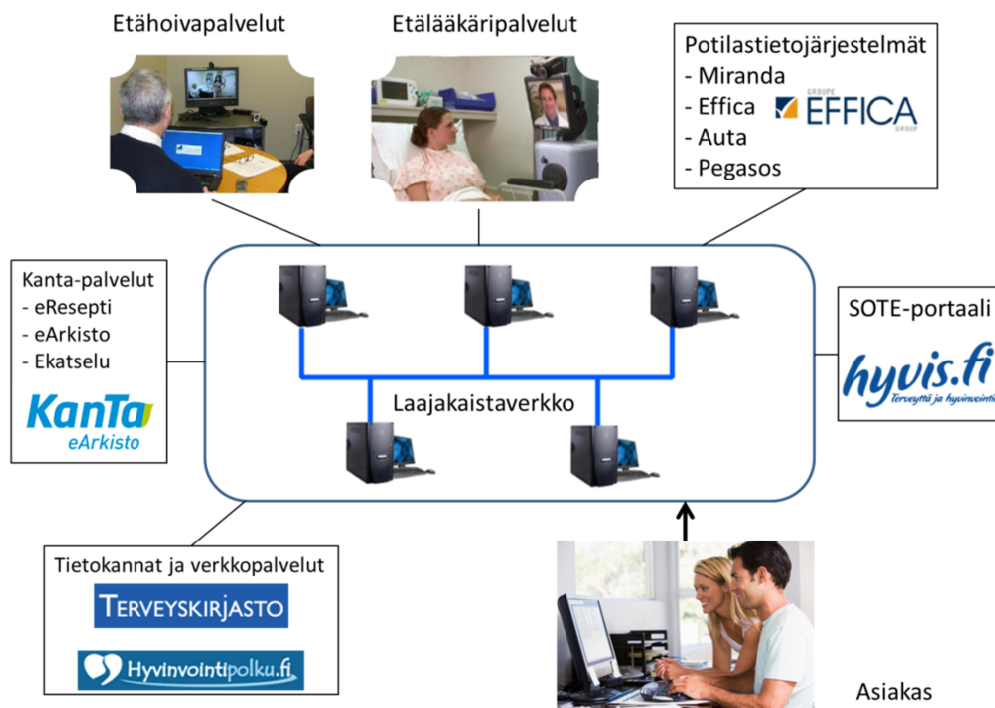 Etähoivapalvelut
Etälääkäripalvelut
Potilastietojärjestelmät
- Miranda
- Effica
- Auta
- Pegasos
GROUPE
EFFICA
GROUP
Kanta-palvelut
- eResepti
- eArkisto
- Ekatselu
KanTa
eArkisto
Laajakaistaverkko
SOTE-portaali
hyvis.fi
Terveyttä ja hyvinvointi
Tietokannat ja verkkopalvelut
TERVEYSKIRJASTO
Hyvinvointipolku.fi
Asiakas